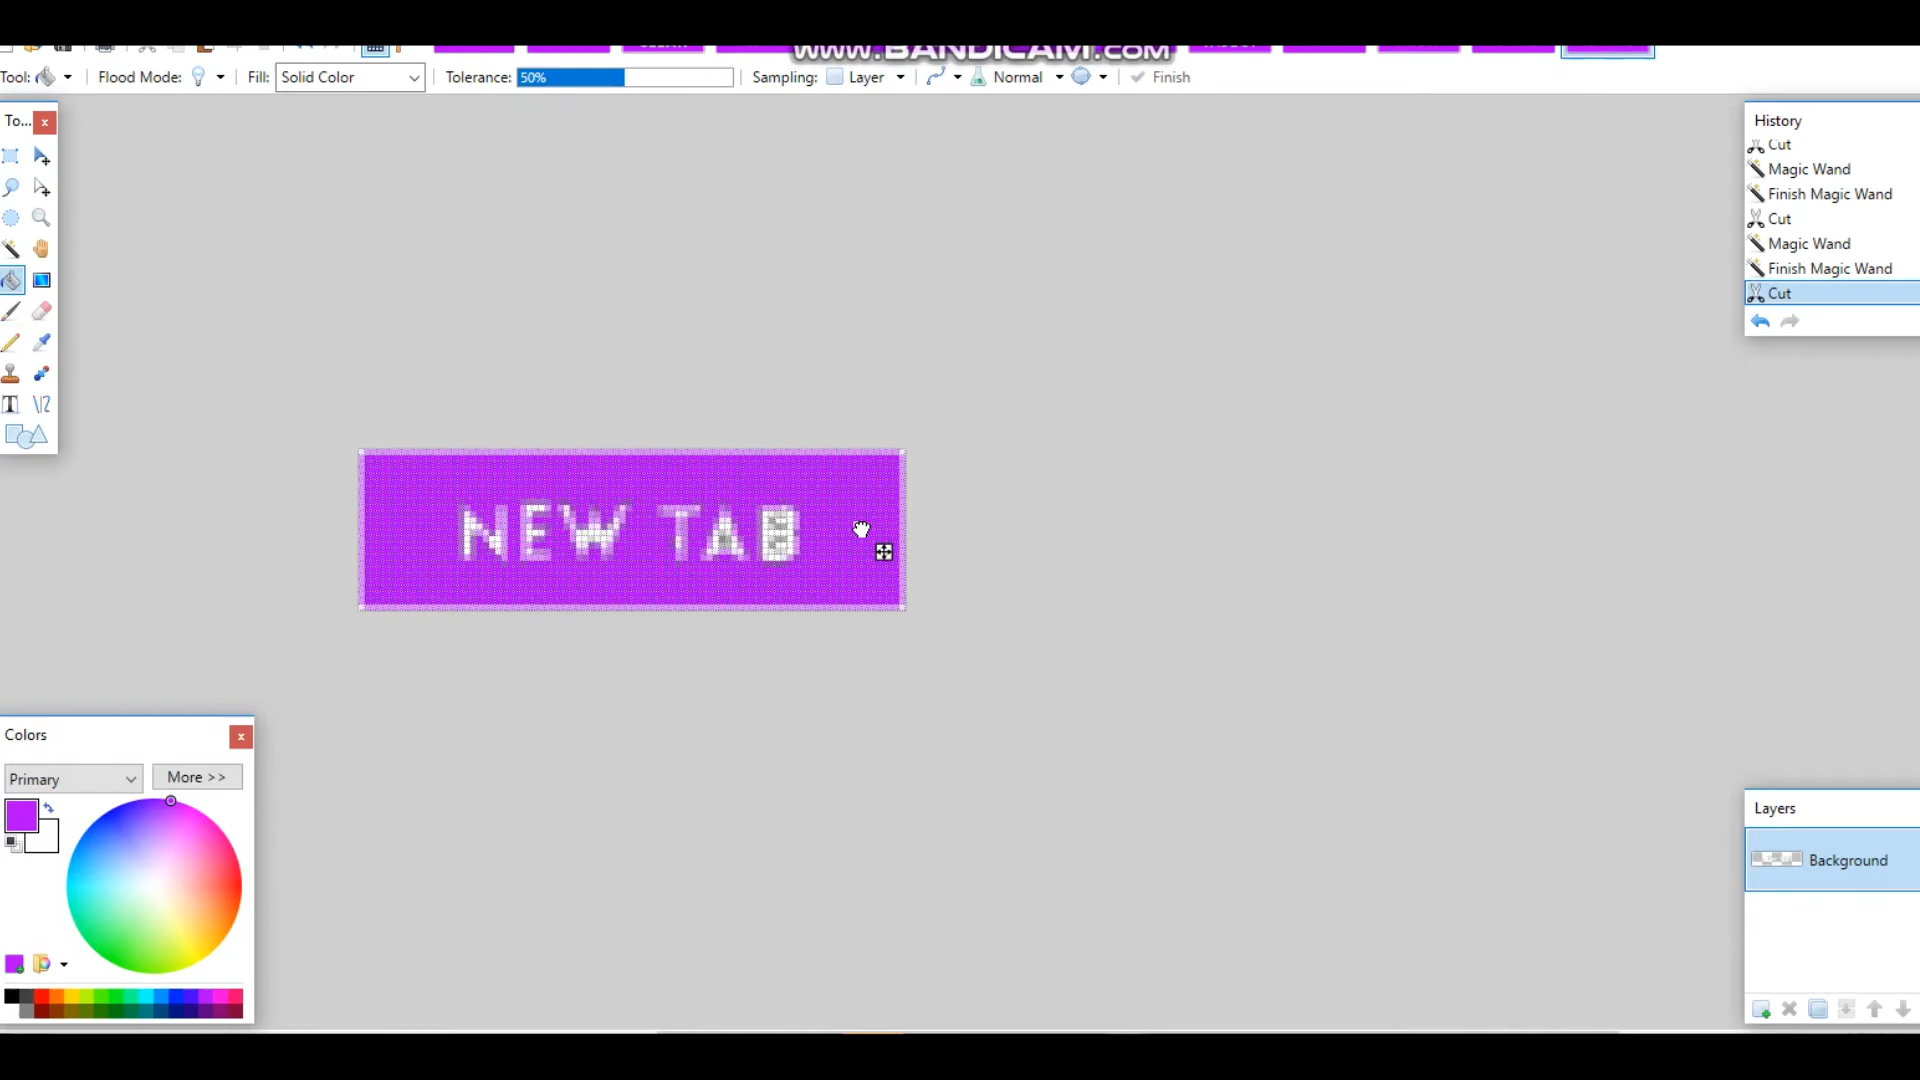 www.BANDICAM.com
Tool: Flood Mode: Fill: Solid Color Tolerance: 50% Sampling: Layer Normal Finish
To... x
History
Cut
Magic Wand
Finish Magic Wand
Cut
Magic Wand
Finish Magic Wand
Cut
NEW TAB
Colors x
Primary More >>
Layers
Background